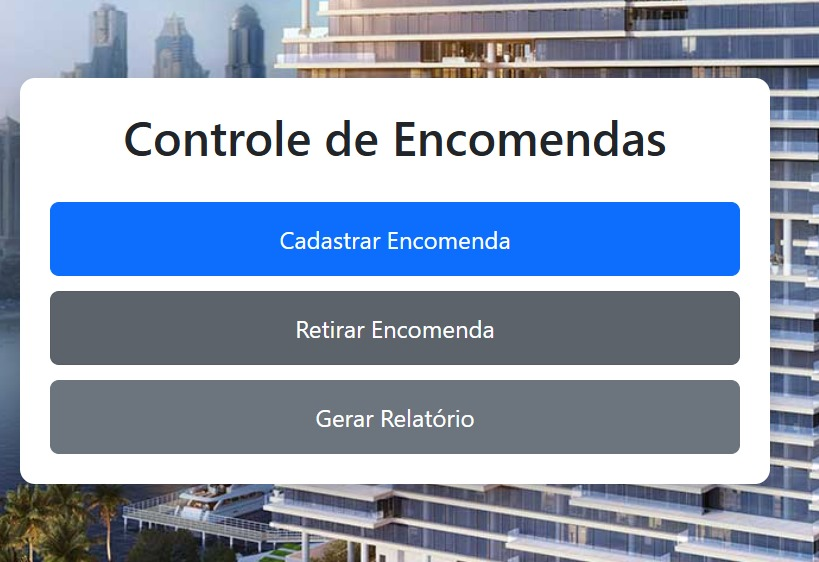 Controle de Encomendas
Cadastrar Encomenda
Retirar Encomenda
Gerar Relatório